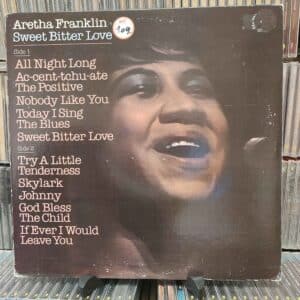 Aretha Franklin
Sweet Bitter Love
Side 1
All Night Long
Ac-cent-tchu-ate
The Positive
Nobody Like You
Today I Sing
The Blues
Sweet Bitter Love
Side 2
Try A Little
Tenderness
Skylark
Johnny
God Bless
The Child
If Ever I Would
Leave You